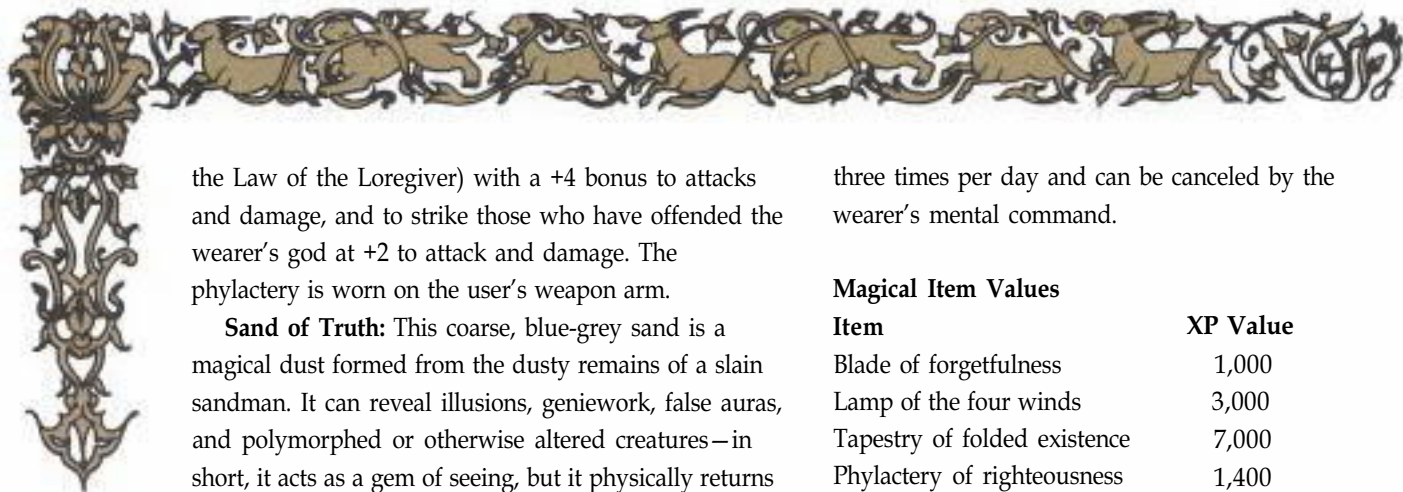 the Law of the Loregiver) with a +4 bonus to attacks
and damage, and to strike those who have offended the
wearer's god at +2 to attack and damage. The
phylactery is worn on the user's weapon arm.
Sand of Truth: This coarse, blue-grey sand is a
magical dust formed from the dusty remains of a slain
sandman. It can reveal illusions, geniework, false auras,
and polymorphed or otherwise altered creatures—in
short, it acts as a gem of seeing, but it physically returns
three times per day and can be canceled by the
wearer's mental command.
Magical Item Values
Item XP Value
Blade of forgetfulness 1,000
Lamp of the four winds 3,000
Tapestry of folded existence 7,000
Phylactery of righteousness 1,400